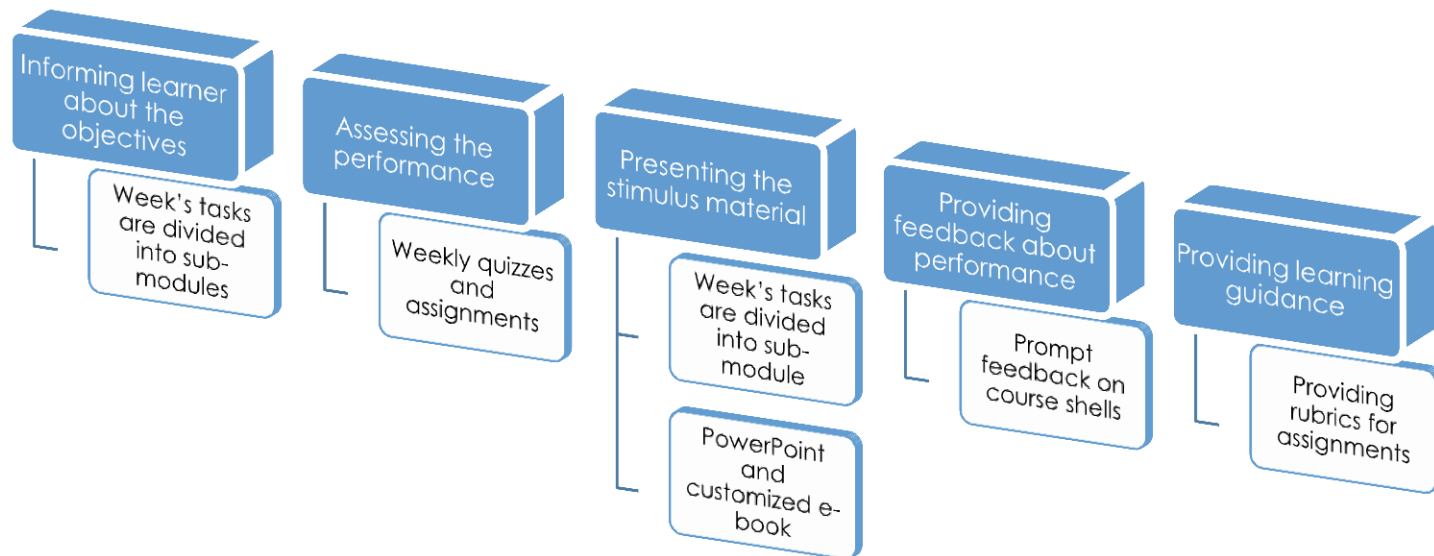 Informing learner
about the
objectives
Week's tasks
are divided
into sub-
modules
Assessing the
performance
Weekly quizzes
and
assignments
Presenting the
stimulus material
Week's tasks
are divided
into sub-
module
PowerPoint
and
customized e-
book
Providing
feedback about
performance
Prompt
feedback on
course shells
Providing learning
guidance
Providing
rubrics for
assignments